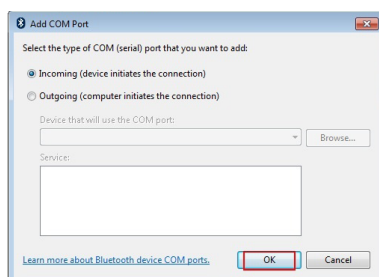 Add COM Port
Select the type of COM (serial) port that you want to add:
Incoming (device initiates the connection)
Outgoing (computer initiates the connection)
Device that will use the COM port:
Browse...
Service:
Learn more about Bluetooth device COM ports.
OK
Cancel